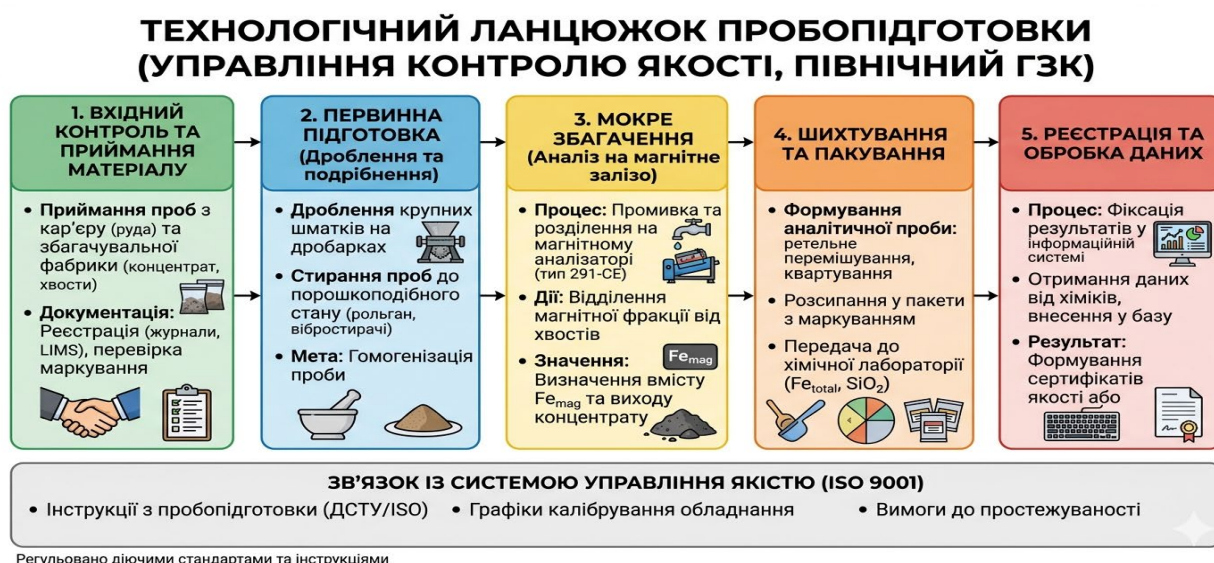 ТЕХНОЛОГІЧНИЙ ЛАНЦЮЖОК ПРОБОПІДГОТОВКИ
(УПРАВЛІННЯ КОНТРОЛЮ ЯКОСТІ, ПІВНІЧНИЙ ГЗК)
1. ВХІДНИЙ
КОНТРОЛЬ ТА
ПРИЙМАННЯ
МАТЕРІАЛУ
• Приймання проб з
кар’єру (руда) та
збагачувальної
фабрики (концентрат,
хвости)
• Документація:
Реєстрація (журнали,
LIMS), перевірка
маркування
2. ПЕРВИННА
ПІДГОТОВКА
(Дроблення та
подрібнення)
• Дроблення крупних
шматків на
дробарках
• Стирання проб до
порошкоподібного
стану (рольган,
вібростирачі)
• Мета: Гомогенізація
проби
3. МОКРЕ
ЗБАГАЧЕННЯ
(Аналіз на магнітне
залізо)
• Процес: Промивка та
розділення на
магнітному
аналізаторі
(тип 291-СЕ)
• Дії: Відділення
магнітної фракції від
хвостів
• Значення:
Визначення вмісту
Femag та виходу
концентрату
Femag
4. ШИХТУВАННЯ
ТА ПАКУВАННЯ
• Формування
аналітичної проби:
ретельне
перемішування,
квартування
• Розсипання у пакети
з маркуванням
• Передача до
хімічної лабораторії
(Fetotal, SiO₂)
5. РЕЄСТРАЦІЯ ТА
ОБРОБКА ДАНИХ
• Процес: Фіксація
результатів у
інформаційній
системі
• Отримання даних
від хіміків,
внесення у базу
• Результат:
Формування
сертифікатів
якості або
ЗВ’ЯЗОК ІЗ СИСТЕМОЮ УПРАВЛІННЯ ЯКІСТЮ (ISO 9001)
• Інструкції з пробопідготовки (ДСТУ/ISO) • Графіки калібрування обладнання • Вимоги до простежуваності
Регульовано діючими стандартами та інструкціями